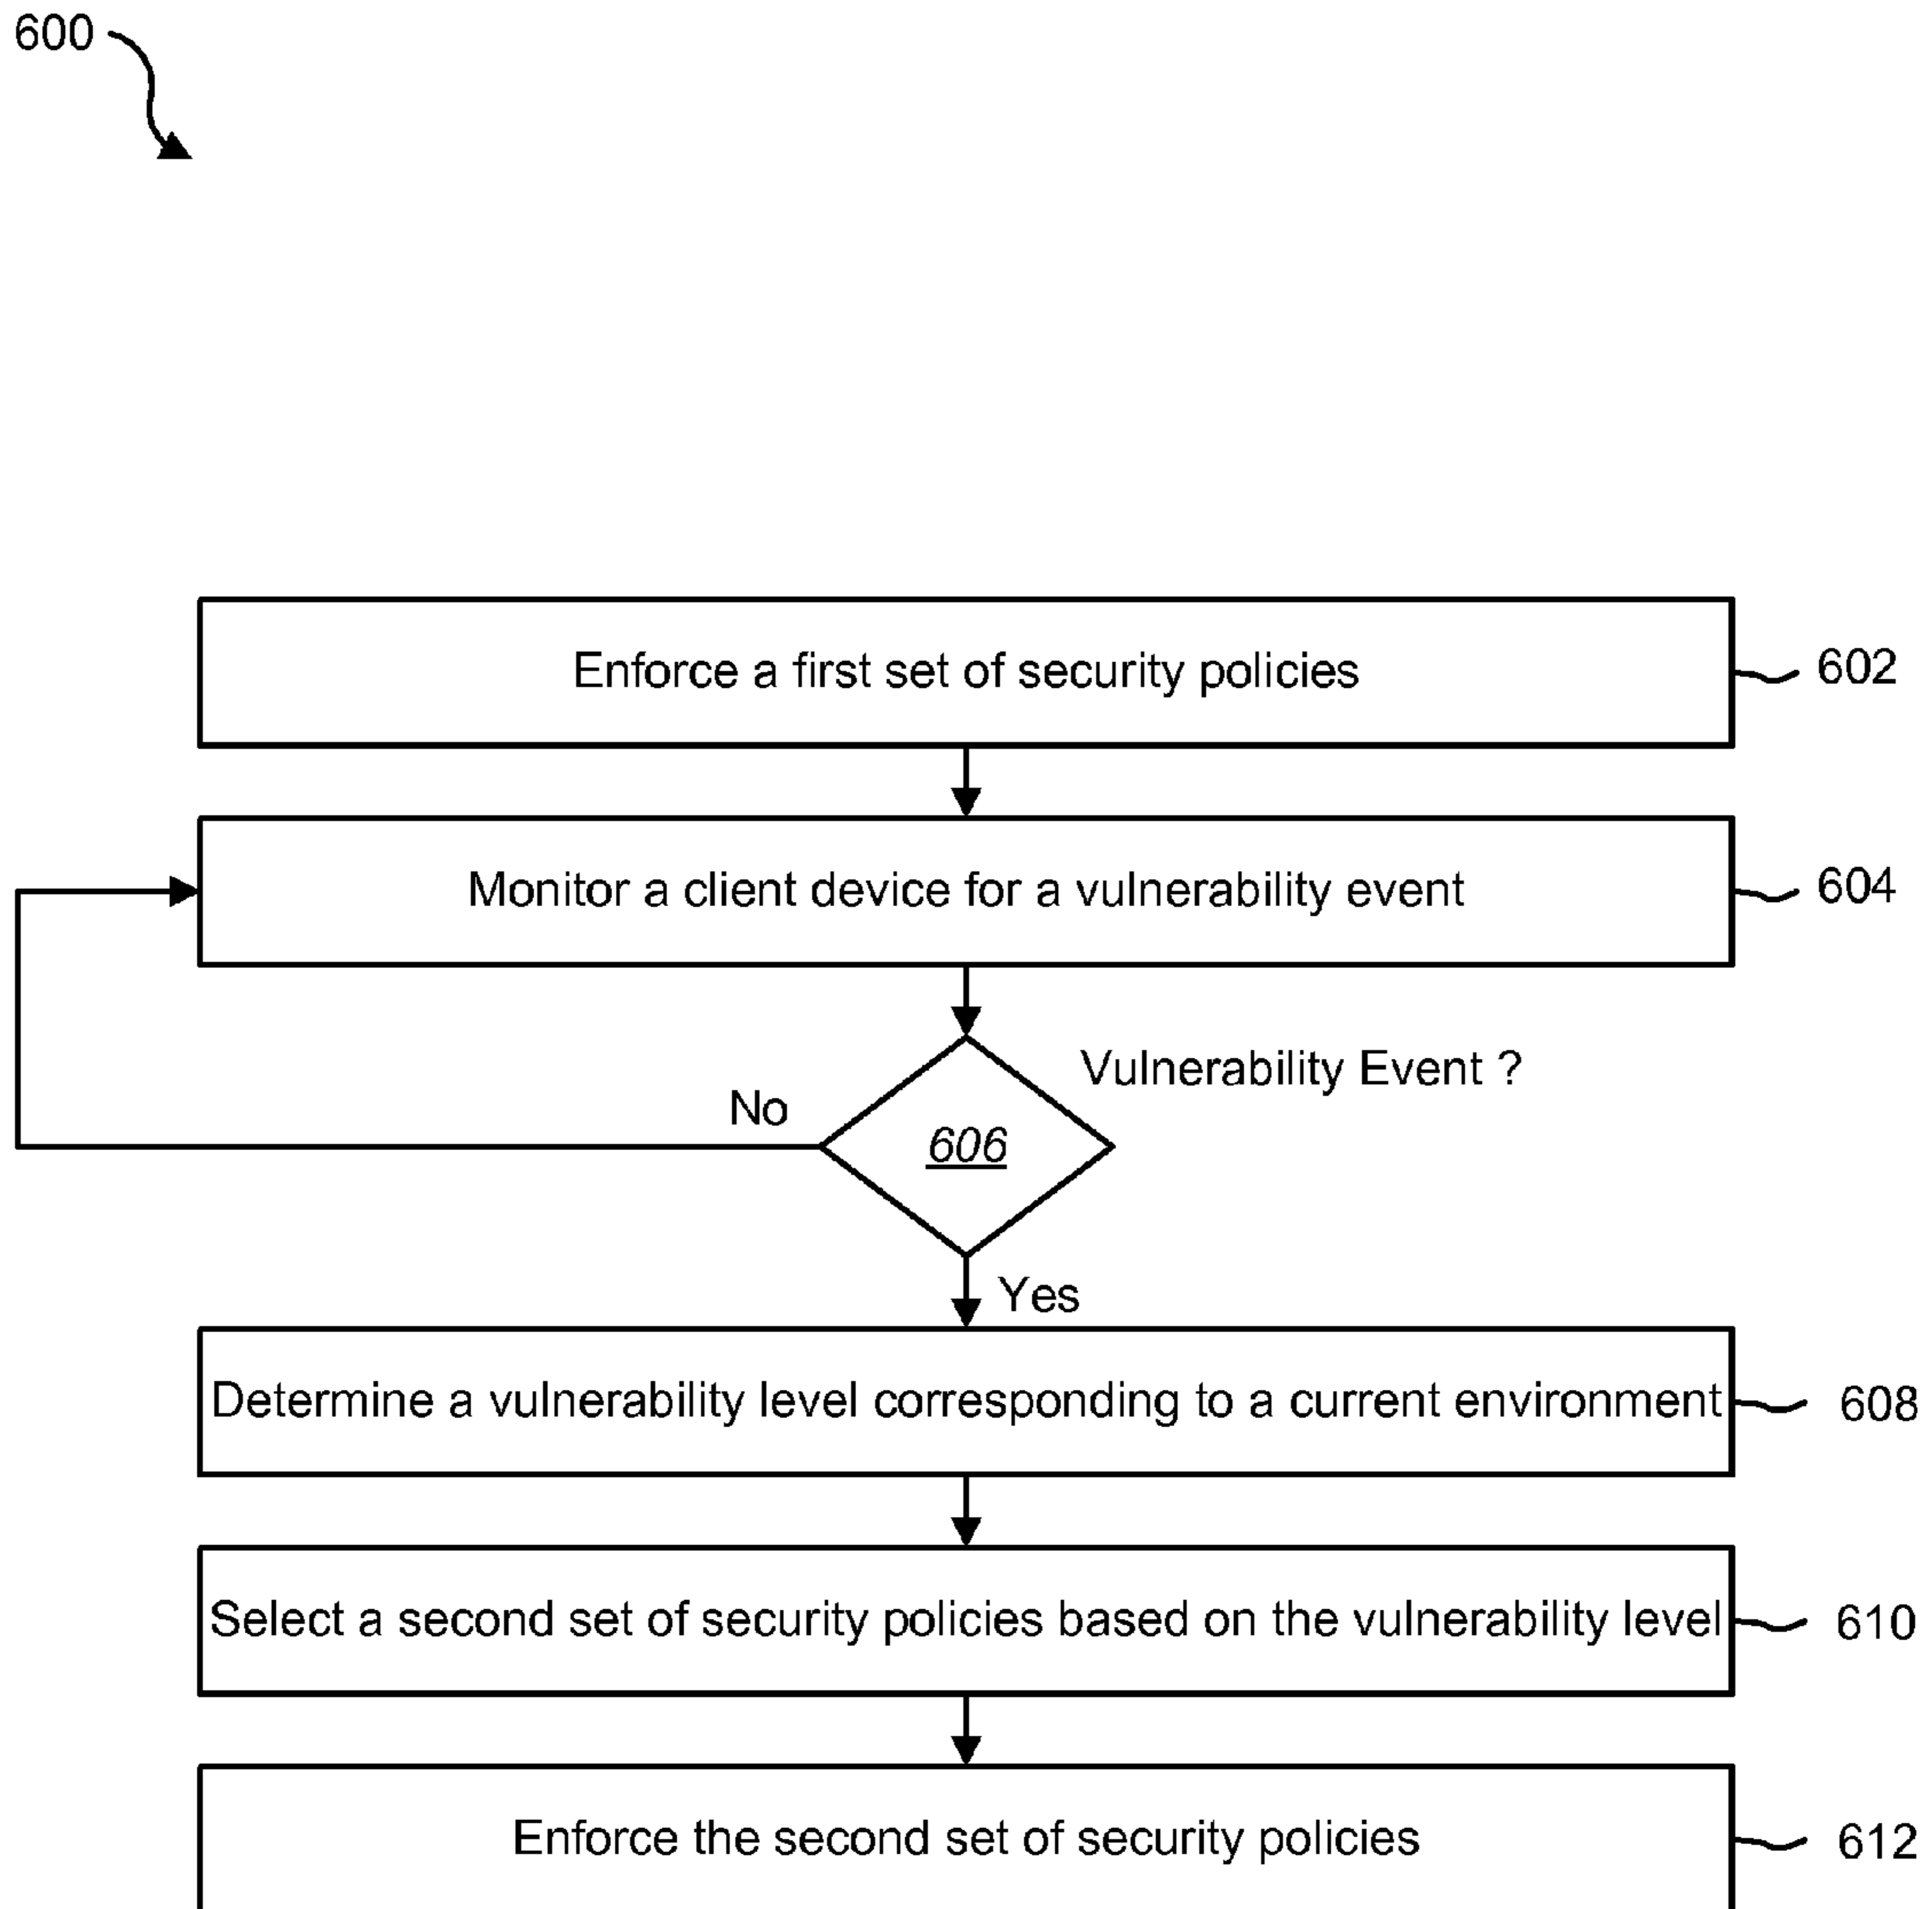 600
Enforce a first set of security policies
602
Monitor a client device for a vulnerability event
604
Vulnerability Event ?
No
606
Yes
Determine a vulnerability level corresponding to a current environment
608
Select a second set of security policies based on the vulnerability level
610
Enforce the second set of security policies
612